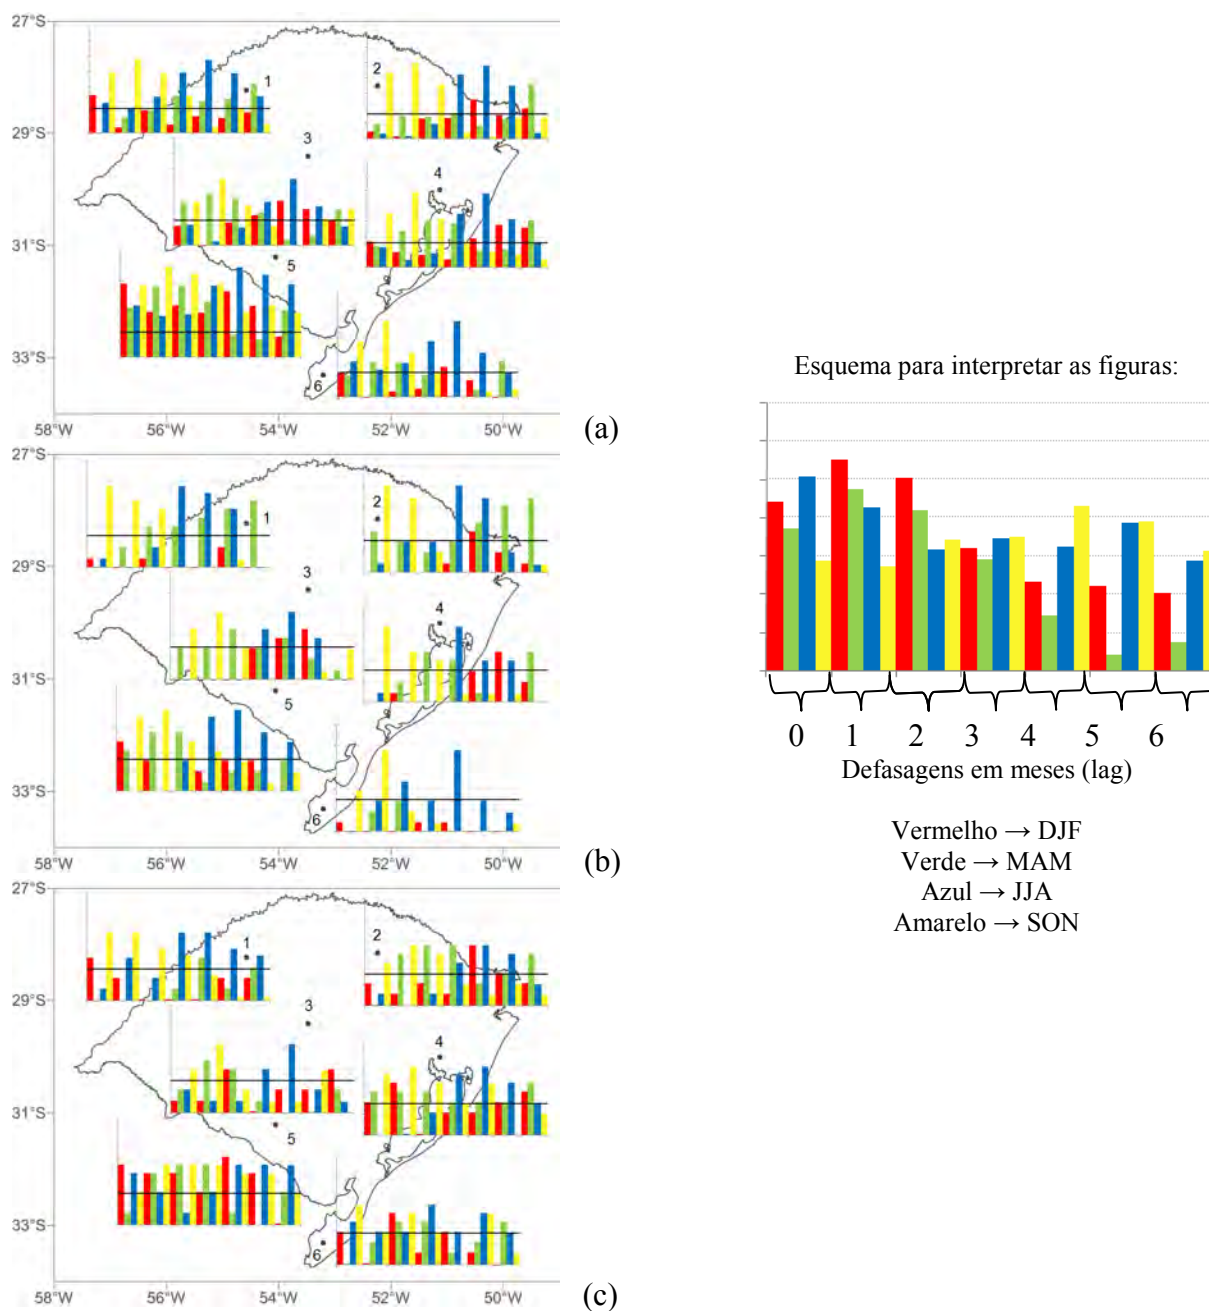 27°S
1
2
29°S
3
4
31°S
5
33°S
6
58°W 56°W 54°W 52°W 50°W
(a)
27°S
1
2
29°S
3
4
31°S
5
33°S
6
58°W 56°W 54°W 52°W 50°W
(b)
27°S
1
2
29°S
3
4
31°S
5
33°S
6
58°W 56°W 54°W 52°W 50°W
(c)
Esquema para interpretar as figuras:
0 1 2 3 4 5 6
Defasagens em meses (lag)
Vermelho → DJF
Verde → MAM
Azul → JJA
Amarelo → SON